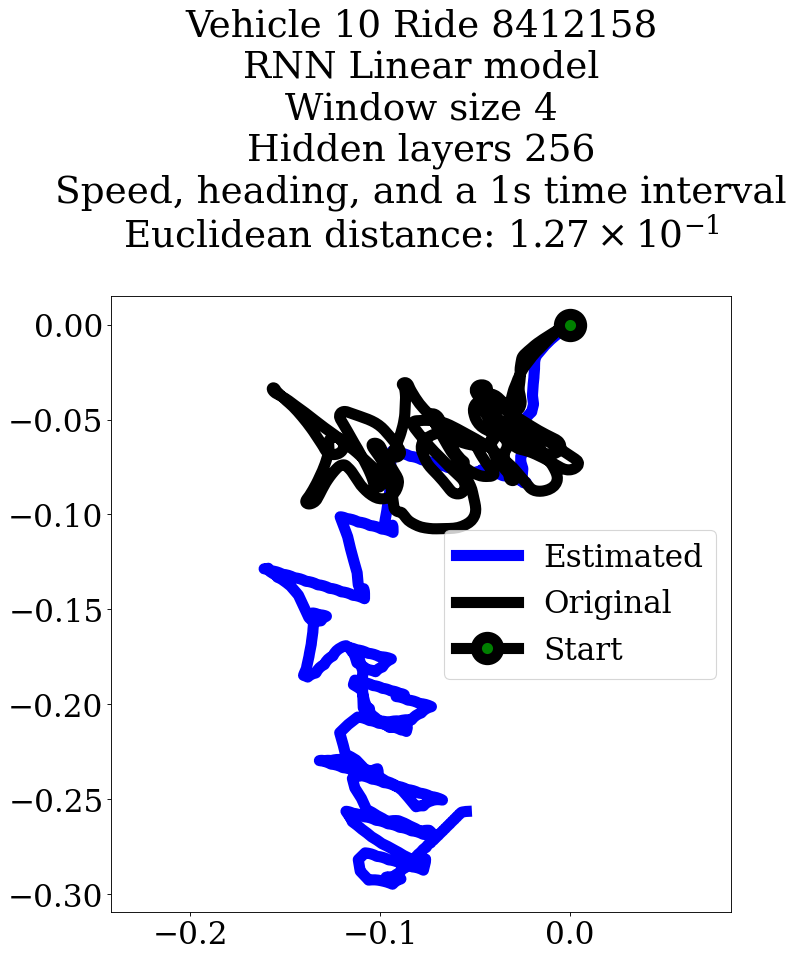 Vehicle 10 Ride 8412158
RNN Linear model
Window size 4
Hidden layers 256
Speed, heading, and a 1s time interval
Euclidean distance: 1.27 × 10⁻¹
0.00
−0.05
−0.10
−0.15
−0.20
−0.25
−0.30
Estimated
Original
Start
−0.2
−0.1
0.0